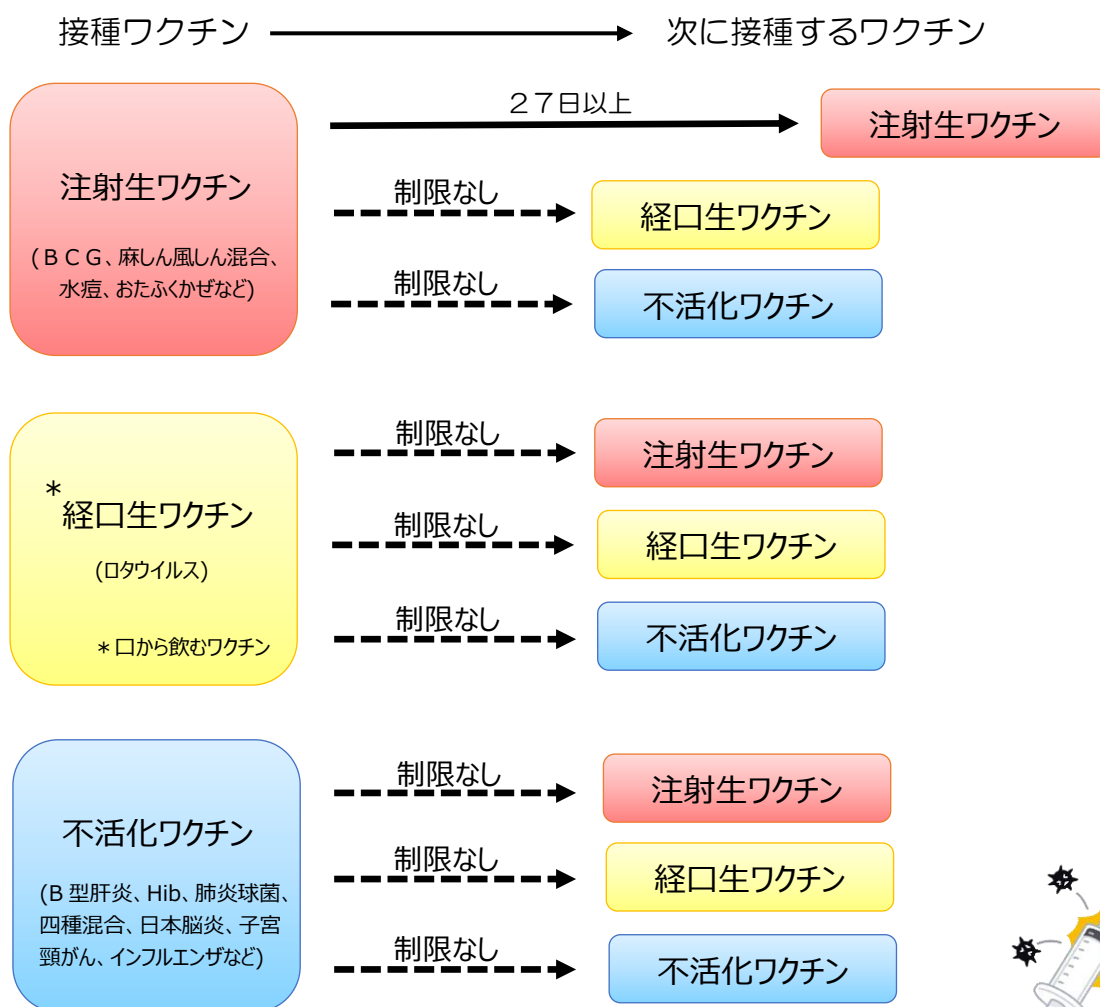 接種ワクチン
次に接種するワクチン
注射生ワクチン
(ＢＣＧ、麻しん風しん混合、
水痘、おたふくかぜなど)
２７日以上
注射生ワクチン
制限なし
経口生ワクチン
制限なし
不活化ワクチン
*経口生ワクチン
(ロタウイルス)
＊口から飲むワクチン
制限なし
注射生ワクチン
制限なし
経口生ワクチン
制限なし
不活化ワクチン
不活化ワクチン
(Ｂ型肝炎、Hib、肺炎球菌、
四種混合、日本脳炎、子宮
頸がん、インフルエンザなど)
制限なし
注射生ワクチン
制限なし
経口生ワクチン
制限なし
不活化ワクチン